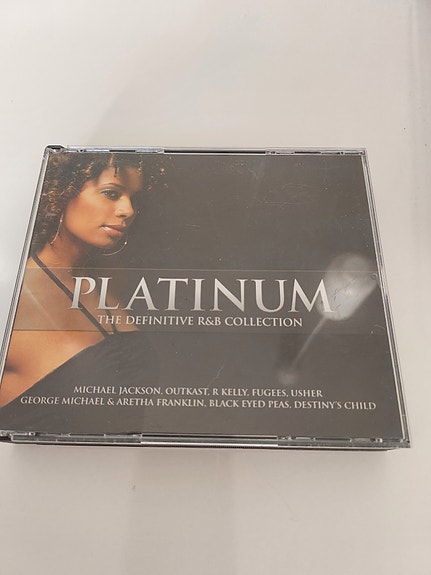 PLATINUM
THE DEFINITIVE R&B COLLECTION
MICHAEL JACKSON, OUTKAST, R KELLY, FUGEES, USHER
GEORGE MICHAEL & ARETHA FRANKLIN, BLACK EYED PEAS, DESTINY'S CHILD